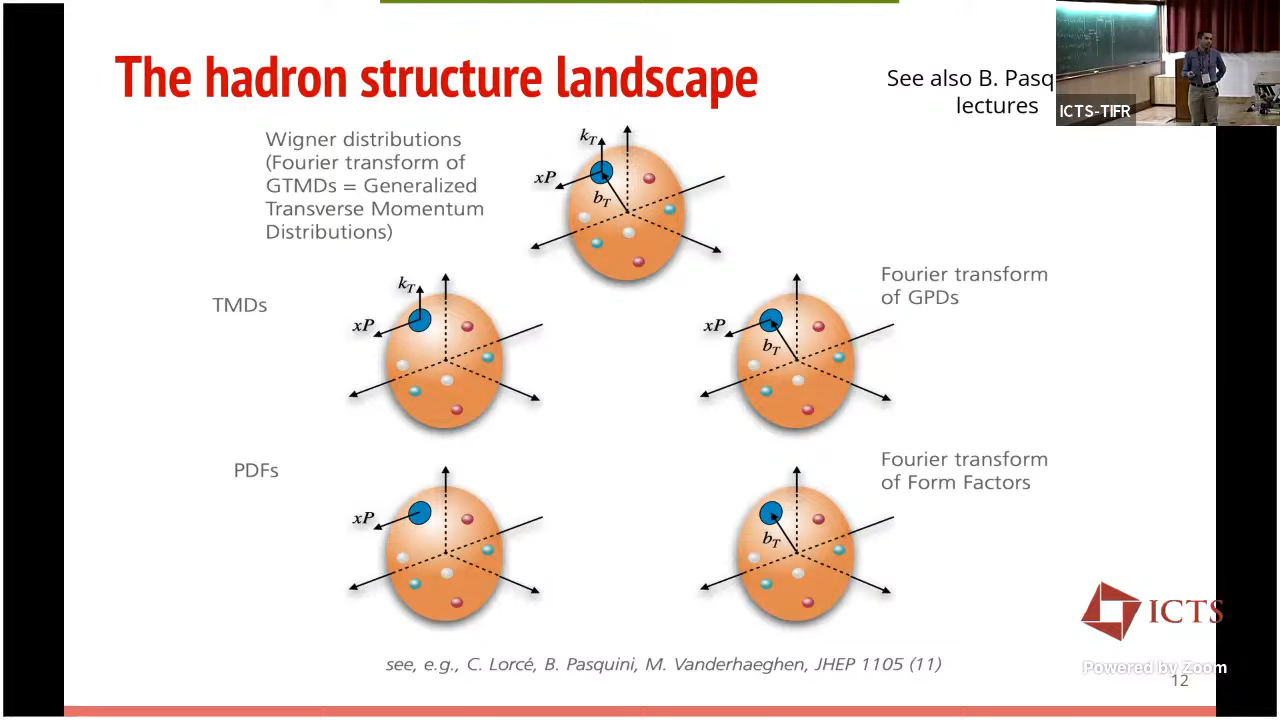 The hadron structure landscape
See also B.
lectures
ICTS-TIFR
Wigner distributions
(Fourier transform of
GTMDs = Generalized
Transverse Momentum
Distributions)
kT
xP
bT
TMDs
kT
xP
Fourier transform
of GPDs
xP
bT
PDFs
xP
Fourier transform
of Form Factors
bT
ICTS
see, e.g., C. Lorcé, B. Pasquini, M. Vanderhaeghen, JHEP 1105 (11)
Powered by Zoom
12